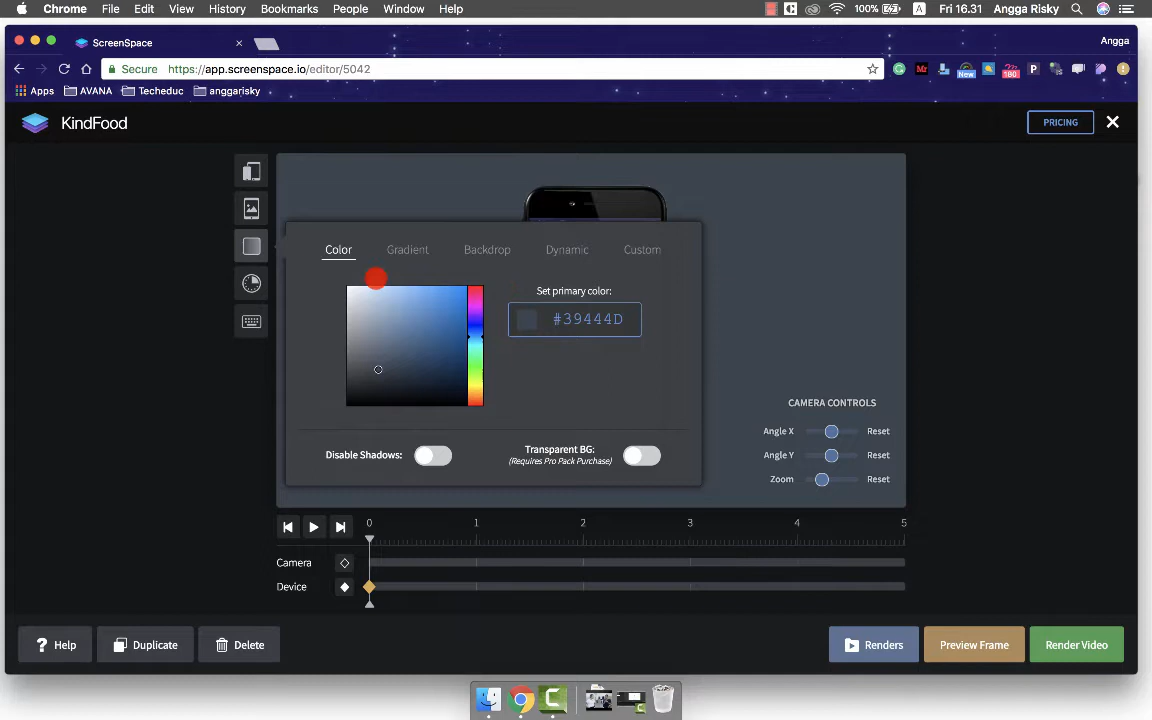 Chrome File Edit View History Bookmarks People Window Help 100% A Fri 16.31 Angga Risky
ScreenSpace Angga
Secure https://app.screenspace.io/editor/5042
Apps AVANA Techeduc anggarisky
Mr New 180 P
KindFood PRICING
Color Gradient Backdrop Dynamic Custom
Set primary color:
#39444D
CAMERA CONTROLS
Angle X Reset
Angle Y Reset
Zoom Reset
Disable Shadows: Transparent BG:
(Requires Pro Pack Purchase)
0 1 2 3 4 5
Camera
Device
? Help Duplicate Delete Renders Preview Frame Render Video